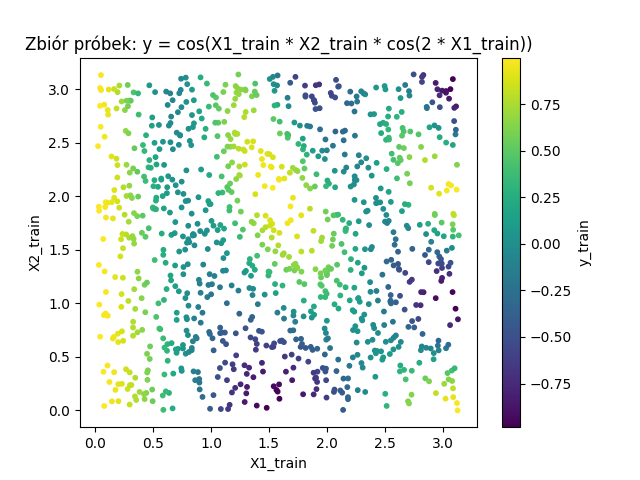 Zbiór próbek: y = cos(X1_train * X2_train * cos(2 * X1_train))
3.0
2.5
2.0
1.5
1.0
0.5
0.0
X2_train
0.0 0.5 1.0 1.5 2.0 2.5 3.0
X1_train
0.75
0.50
0.25
0.00
−0.25
−0.50
−0.75
y_train